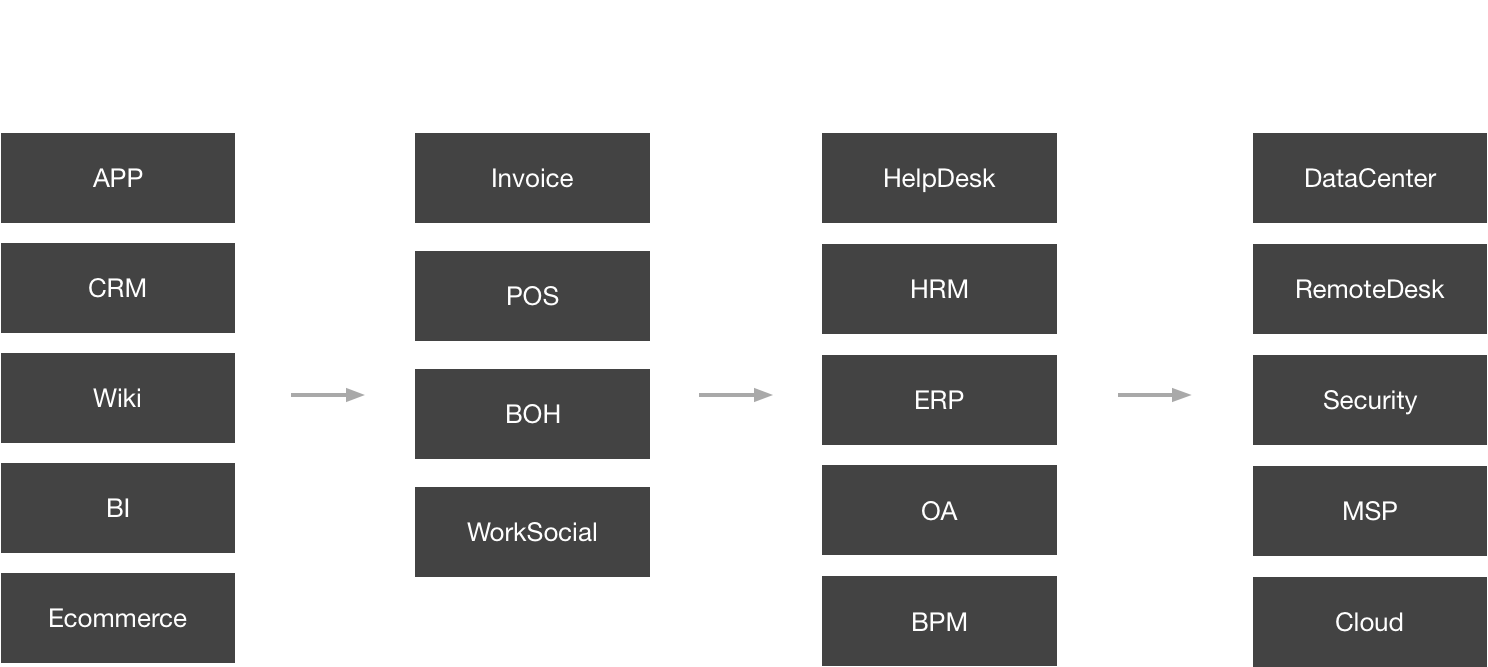 APP
CRM
Wiki
BI
Ecommerce
Invoice
POS
BOH
WorkSocial
HelpDesk
HRM
ERP
OA
BPM
DataCenter
RemoteDesk
Security
MSP
Cloud